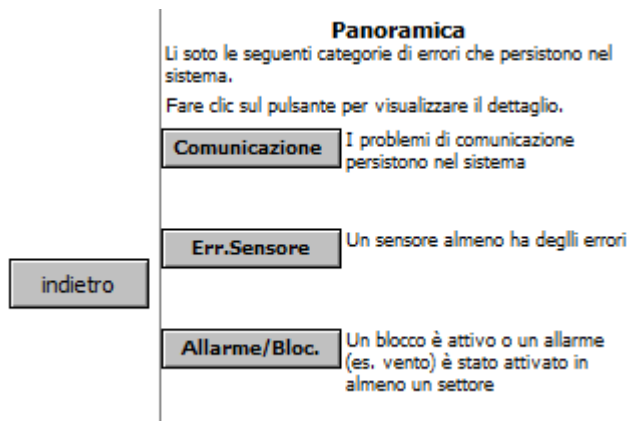 Panoramica
Li soto le seguenti categorie di errori che persistono nel
sistema.
Fare clic sul pulsante per visualizzare il dettaglio.
Comunicazione
I problemi di comunicazione
persistono nel sistema
Err.Sensore
Un sensore almeno ha deglli errori
indietro
Allarme/Bloc.
Un blocco è attivo o un allarme
(es. vento) è stato attivato in
almeno un settore